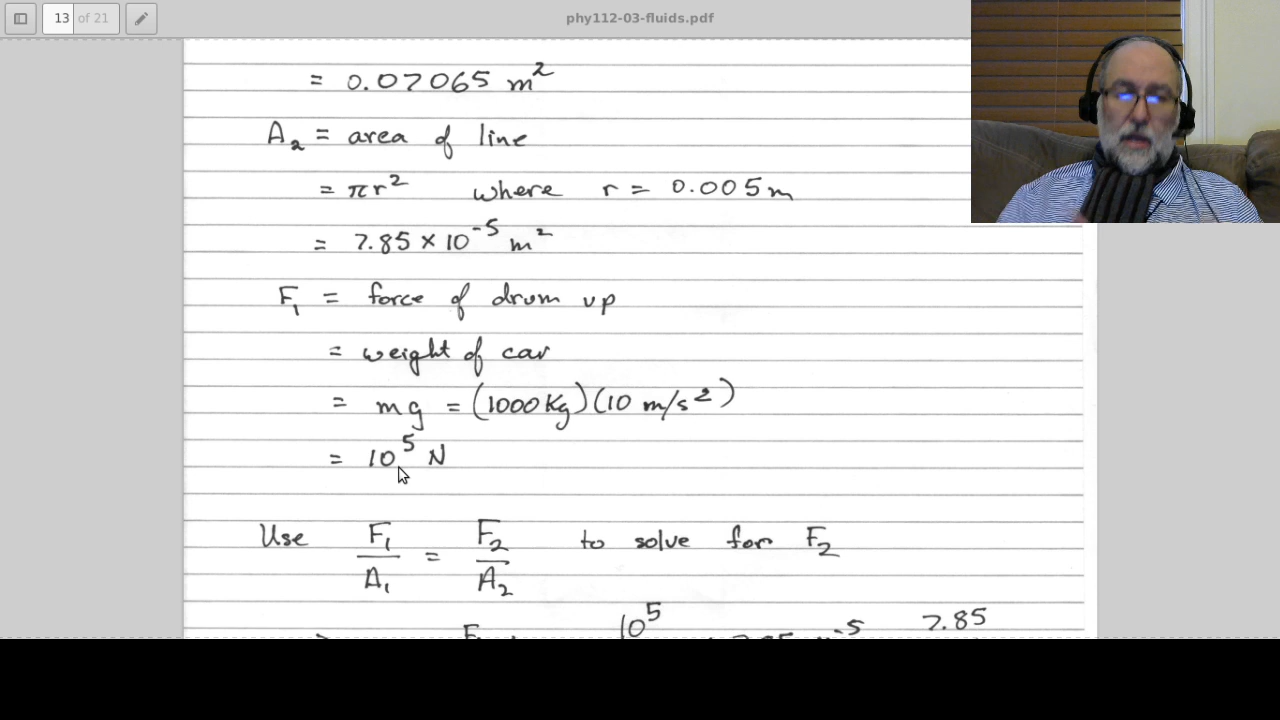 13 of 21
phy112-03-fluids.pdf
= 0.07065 m²
A₂ = area of line
= πr² where r = 0.005m
= 7.85 × 10⁻⁵ m²
F₁ = force of drum up
= weight of car
= mg = (1000 Kg)(10 m/s²)
= 10⁵ N
Use F₁/A₁ = F₂/A₂ to solve for F₂
10⁵ 7.85